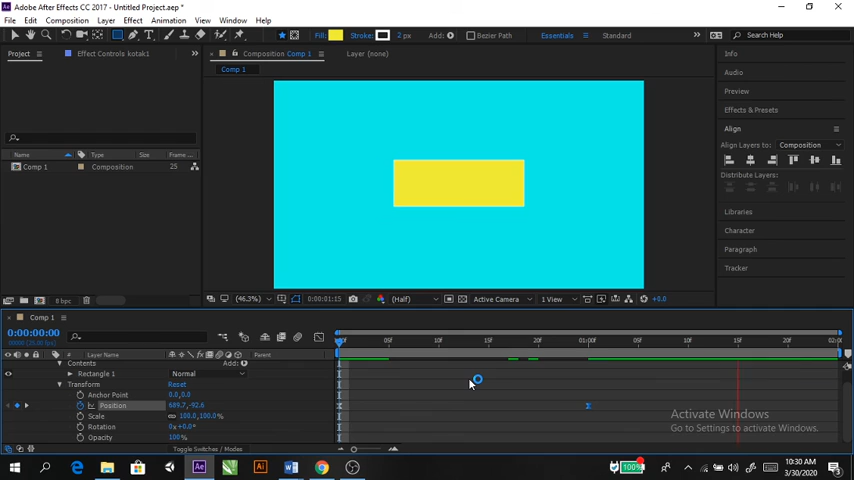 Adobe After Effects CC 2017 - Untitled Project.aep *
File Edit Composition Layer Effect Animation View Window Help
Fill: Stroke: 2 px Add: Bezier Path Essentials Standard Search Help
Project Effect Controls kotak1 Composition Comp 1 Layer (none)
Comp 1
Info
Audio
Preview
Effects & Presets
Align
Align Layers to: Composition
Distribute Layers:
Libraries
Character
Paragraph
Tracker
Name Type Size Frame...
Comp 1 Composition 25
8 bpc (46.3%) 0:00:01:15 (Half) Active Camera 1 View +0.0
Comp 1
0:00:00:00
Layer Name Parent
05f 10f 15f 20f 01:00f 05f 10f 15f 20f 02:0
Contents Add:
Rectangle 1 Normal
Transform Reset
Anchor Point 0.0,0.0
Position 669.7,-92.6
Scale 100.0,100.0%
Rotation 0x+0.0°
Opacity 100%
Toggle Switches / Modes
Activate Windows
Go to Settings to activate Windows.
100%
10:30 AM
3/30/2020